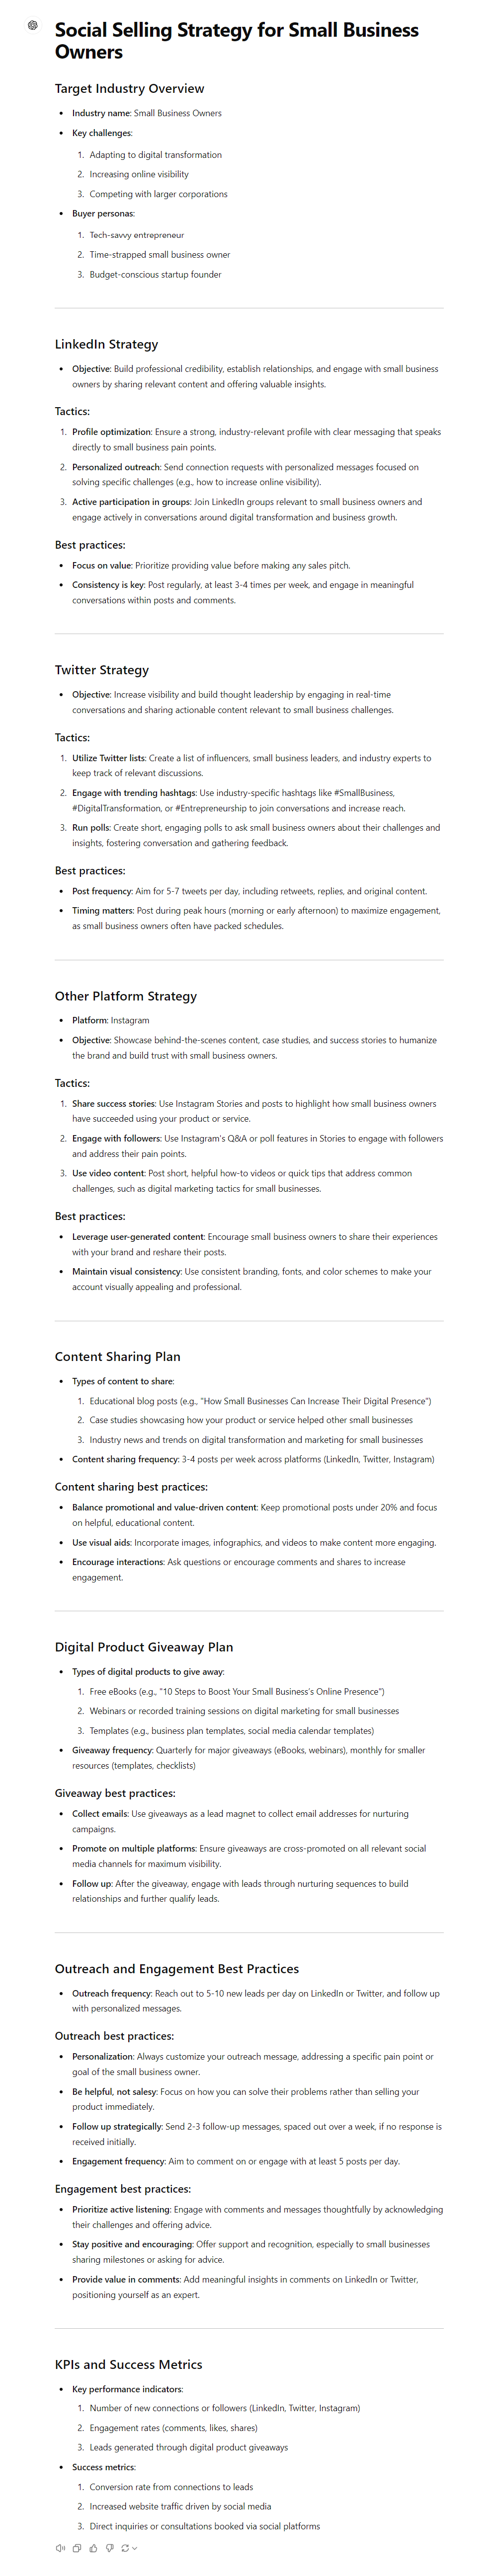 Social Selling Strategy for Small Business
Owners
Target Industry Overview
• Industry name: Small Business Owners
• Key challenges:
1. Adapting to digital transformation
2. Increasing online visibility
3. Competing with larger corporations
• Buyer personas:
1. Tech-savvy entrepreneur
2. Time-strapped small business owner
3. Budget-conscious startup founder
LinkedIn Strategy
• Objective: Build professional credibility, establish relationships, and engage with small business
owners by sharing relevant content and offering valuable insights.
Tactics:
1. Profile optimization: Ensure a strong, industry-relevant profile with clear messaging that speaks
directly to small business pain points.
2. Personalized outreach: Send connection requests with personalized messages focused on
solving specific challenges (e.g., how to increase online visibility).
3. Active participation in groups: Join LinkedIn groups relevant to small business owners and
engage actively in conversations around digital transformation and business growth.
Best practices:
• Focus on value: Prioritize providing value before making any sales pitch.
• Consistency is key: Post regularly, at least 3-4 times per week, and engage in meaningful
conversations within posts and comments.
Twitter Strategy
• Objective: Increase visibility and build thought leadership by engaging in real-time
conversations and sharing actionable content relevant to small business challenges.
Tactics:
1. Utilize Twitter lists: Create a list of influencers, small business leaders, and industry experts to
keep track of relevant discussions.
2. Engage with trending hashtags: Use industry-specific hashtags like #SmallBusiness,
#DigitalTransformation, or #Entrepreneurship to join conversations and increase reach.
3. Run polls: Create short, engaging polls to ask small business owners about their challenges and
insights, fostering conversation and gathering feedback.
Best practices:
• Post frequency: Aim for 5-7 tweets per day, including retweets, replies, and original content.
• Timing matters: Post during peak hours (morning or early afternoon) to maximize engagement,
as small business owners often have packed schedules.
Other Platform Strategy
• Platform: Instagram
• Objective: Showcase behind-the-scenes content, case studies, and success stories to humanize
the brand and build trust with small business owners.
Tactics:
1. Share success stories: Use Instagram Stories and posts to highlight how small business owners
have succeeded using your product or service.
2. Engage with followers: Use Instagram's Q&A or poll features in Stories to engage with followers
and address their pain points.
3. Use video content: Post short, helpful how-to videos or quick tips that address common
challenges, such as digital marketing tactics for small businesses.
Best practices:
• Leverage user-generated content: Encourage small business owners to share their experiences
with your brand and reshare their posts.
• Maintain visual consistency: Use consistent branding, fonts, and color schemes to make your
account visually appealing and professional.
Content Sharing Plan
• Types of content to share:
1. Educational blog posts (e.g., "How Small Businesses Can Increase Their Digital Presence")
2. Case studies showcasing how your product or service helped other small businesses
3. Industry news and trends on digital transformation and marketing for small businesses
• Content sharing frequency: 3-4 posts per week across platforms (LinkedIn, Twitter, Instagram)
Content sharing best practices:
• Balance promotional and value-driven content: Keep promotional posts under 20% and focus
on helpful, educational content.
• Use visual aids: Incorporate images, infographics, and videos to make content more engaging.
• Encourage interactions: Ask questions or encourage comments and shares to increase
engagement.
Digital Product Giveaway Plan
• Types of digital products to give away:
1. Free eBooks (e.g., "10 Steps to Boost Your Small Business's Online Presence")
2. Webinars or recorded training sessions on digital marketing for small businesses
3. Templates (e.g., business plan templates, social media calendar templates)
• Giveaway frequency: Quarterly for major giveaways (eBooks, webinars), monthly for smaller
resources (templates, checklists)
Giveaway best practices:
• Collect emails: Use giveaways as a lead magnet to collect email addresses for nurturing
campaigns.
• Promote on multiple platforms: Ensure giveaways are cross-promoted on all relevant social
media channels for maximum visibility.
• Follow up: After the giveaway, engage with leads through nurturing sequences to build
relationships and further qualify leads.
Outreach and Engagement Best Practices
• Outreach frequency: Reach out to 5-10 new leads per day on LinkedIn or Twitter, and follow up
with personalized messages.
Outreach best practices:
• Personalization: Always customize your outreach message, addressing a specific pain point or
goal of the small business owner.
• Be helpful, not salesy: Focus on how you can solve their problems rather than selling your
product immediately.
• Follow up strategically: Send 2-3 follow-up messages, spaced out over a week, if no response is
received initially.
• Engagement frequency: Aim to comment on or engage with at least 5 posts per day.
Engagement best practices:
• Prioritize active listening: Engage with comments and messages thoughtfully by acknowledging
their challenges and offering advice.
• Stay positive and encouraging: Offer support and recognition, especially to small businesses
sharing milestones or asking for advice.
• Provide value in comments: Add meaningful insights in comments on LinkedIn or Twitter,
positioning yourself as an expert.
KPIs and Success Metrics
• Key performance indicators:
1. Number of new connections or followers (LinkedIn, Twitter, Instagram)
2. Engagement rates (comments, likes, shares)
3. Leads generated through digital product giveaways
• Success metrics:
1. Conversion rate from connections to leads
2. Increased website traffic driven by social media
3. Direct inquiries or consultations booked via social platforms